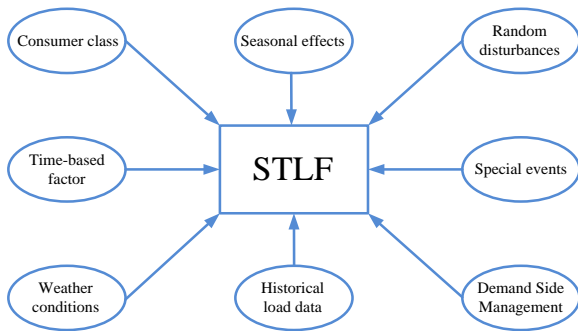 Consumer class
Seasonal effects
Random
disturbances
Time-based
factor
STLF
Special events
Weather
conditions
Historical
load data
Demand Side
Management